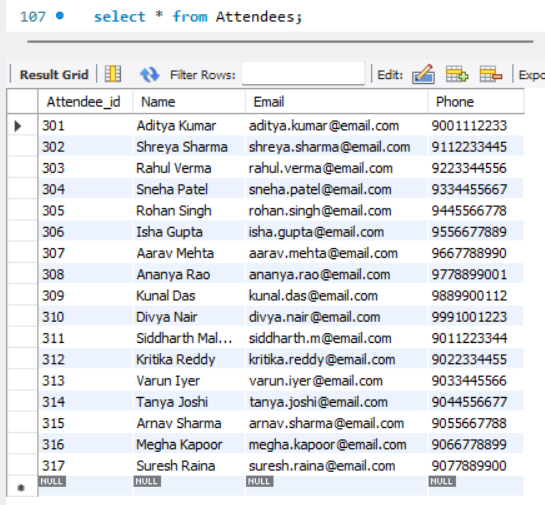 107 select * from Attendees;
Result Grid Filter Rows: Edit: Expo
Attendee_id Name Email Phone
301 Aditya Kumar aditya.kumar@email.com 9001112233
302 Shreya Sharma shreya.sharma@email.com 9112233445
303 Rahul Verma rahul.verma@email.com 9223344556
304 Sneha Patel sneha.patel@email.com 9334455667
305 Rohan Singh rohan.singh@email.com 9445566778
306 Isha Gupta isha.gupta@email.com 9556677889
307 Aarav Mehta aarav.mehta@email.com 9667788990
308 Ananya Rao ananya.rao@email.com 9778899001
309 Kunal Das kunal.das@email.com 9889900112
310 Divya Nair divya.nair@email.com 9991001223
311 Siddharth Mal... siddharth.m@email.com 9011223344
312 Kritika Reddy kritika.reddy@email.com 9022334455
313 Varun Iyer varun.iyer@email.com 9033445566
314 Tanya Joshi tanya.joshi@email.com 9044556677
315 Arnav Sharma arnav.sharma@email.com 9055667788
316 Megha Kapoor megha.kapoor@email.com 9066778899
317 Suresh Raina suresh.raina@email.com 9077889900
NULL NULL NULL NULL